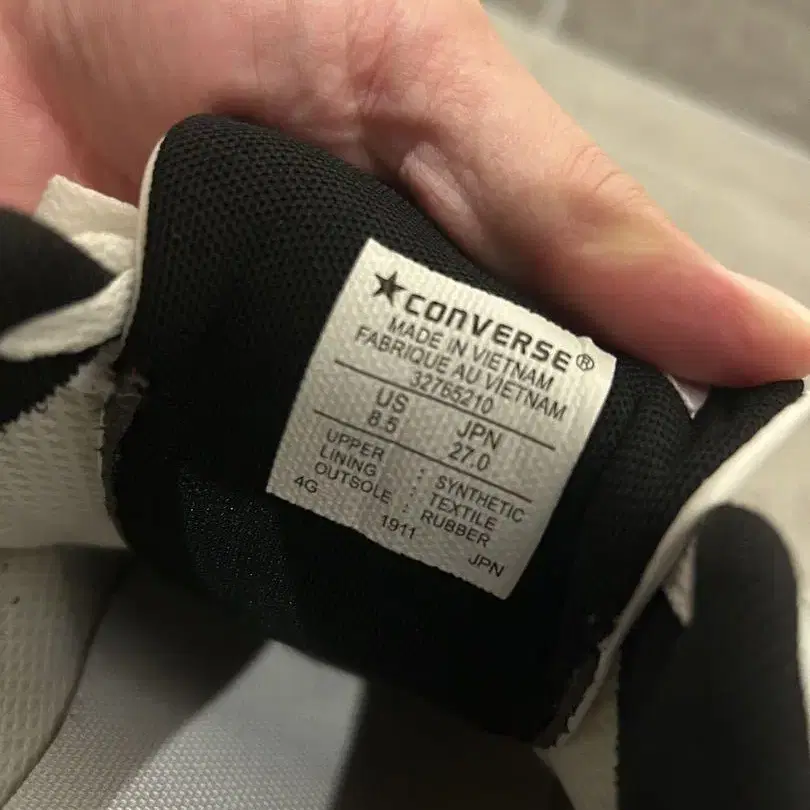 ★CONVERSE®
MADE IN VIETNAM
FABRIQUE AU VIETNAM
32765210
US JPN
8.5 27.0
UPPER : SYNTHETIC
LINING : TEXTILE
OUTSOLE : RUBBER
4G 1911 JPN